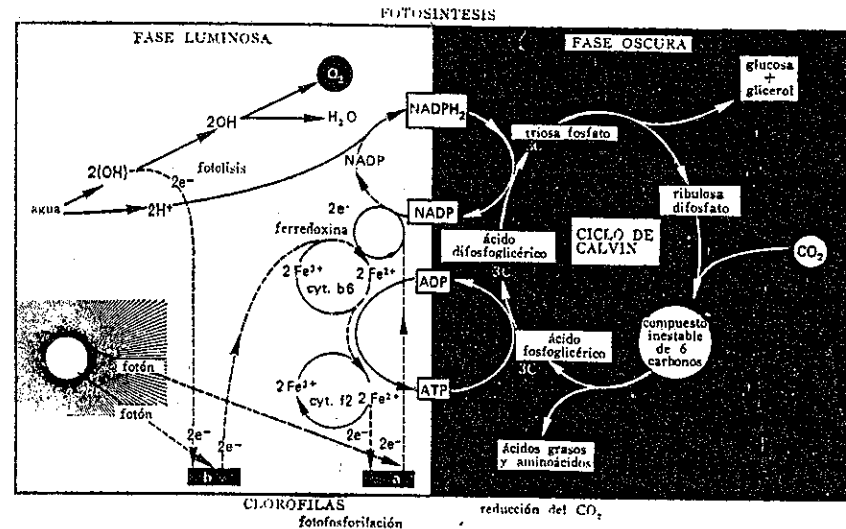 FOTOSINTESIS
FASE LUMINOSA
FASE OSCURA
O₂
glucosa
+
glicerol
2OH
H₂O
NADPH₂
triosa fosfato
3C
NADP
2(OH)⁻
2e⁻
fotolísis
agua
2H⁺
2e⁻
NADP
ribulosa
difosfato
ferredoxina
ácido
difosfoglicérico
3C
CICLO DE
CALVIN
CO₂
2 Fe³⁺
2 Fe²⁺
cyt. b6
ADP
compuesto
inestable
de 6
carbonos
ácido
fosfoglicérico
3C
fotón
2 Fe³⁺
cyt. f2
2 Fe²⁺
ATP
fotón
2e⁻
2e⁻
2e⁻
2e⁻
ácidos grasos
y aminoácidos
b
a
CLOROFILAS
fotofosforilación
reducción del CO₂